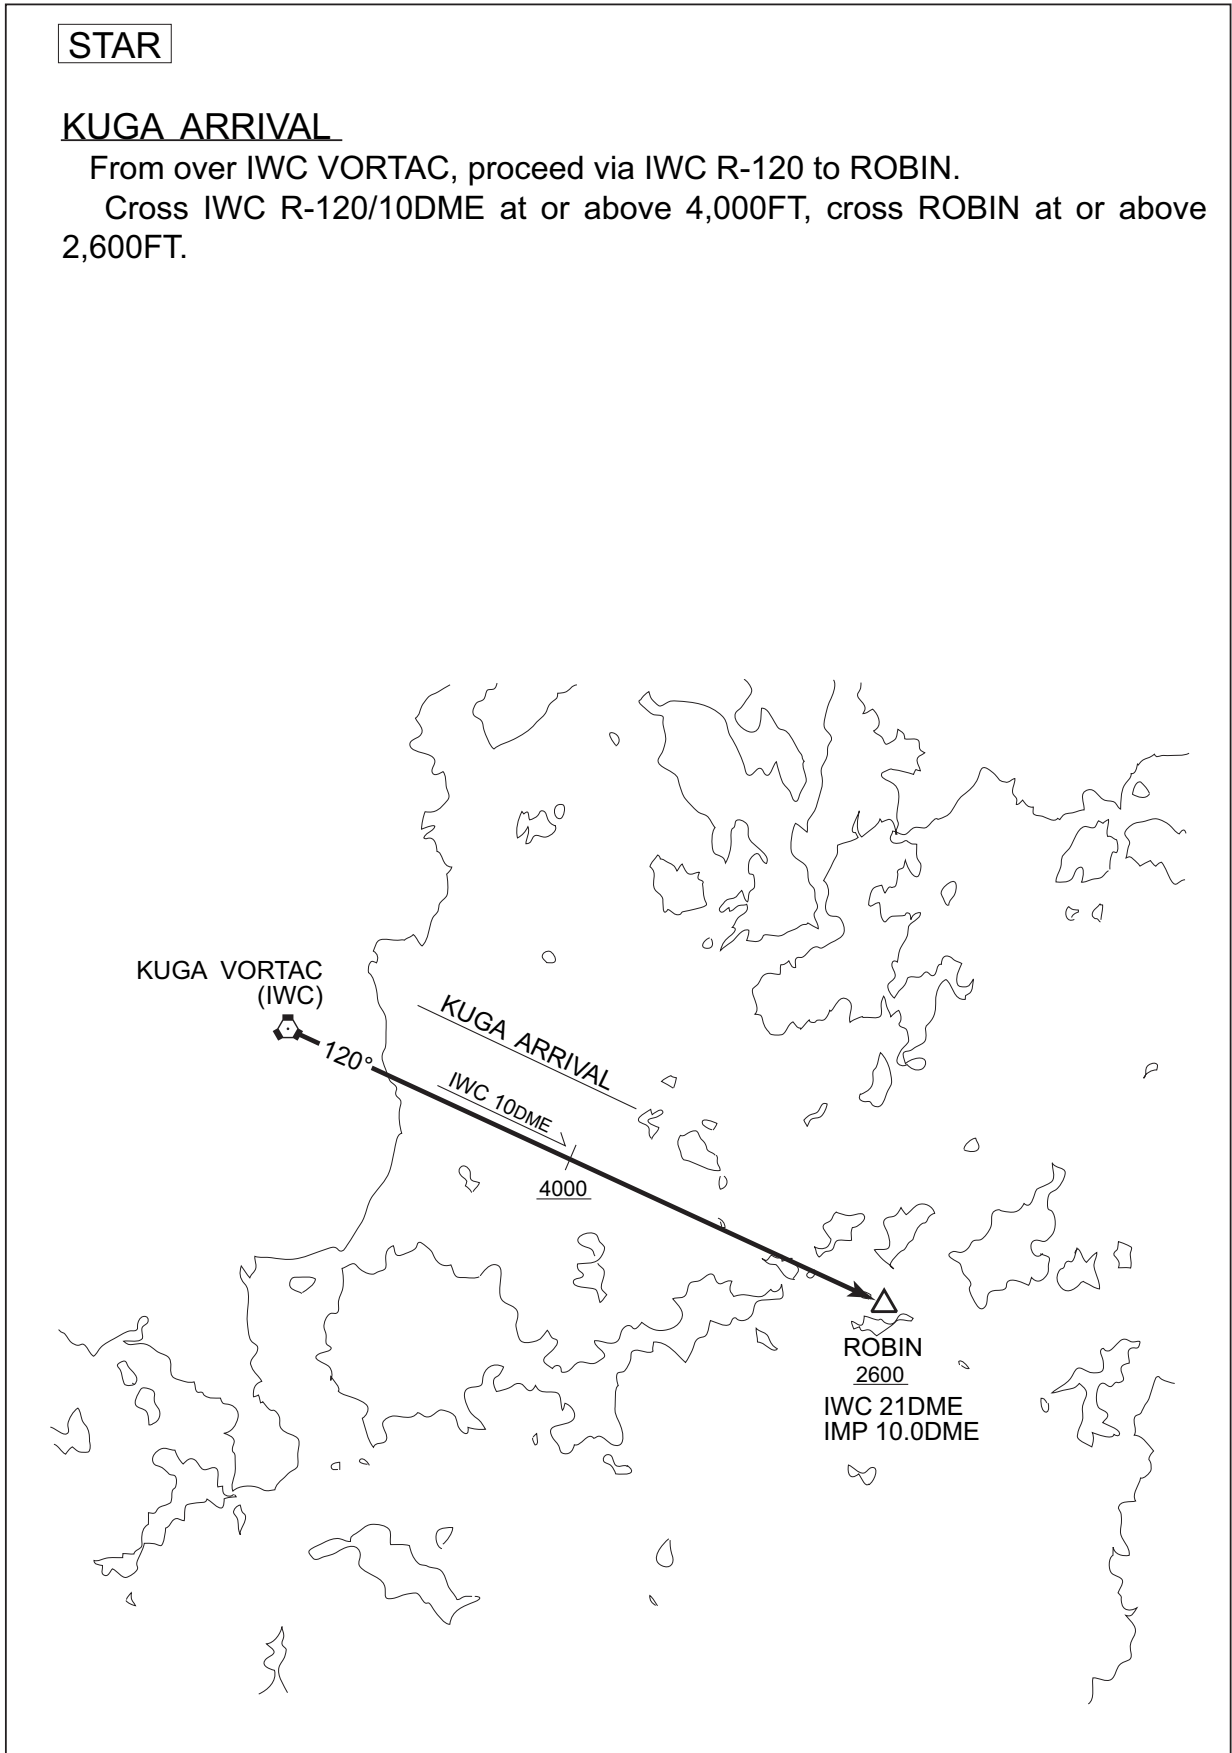 STAR
KUGA ARRIVAL
From over IWC VORTAC, proceed via IWC R-120 to ROBIN.
Cross IWC R-120/10DME at or above 4,000FT, cross ROBIN at or above
2,600FT.
KUGA VORTAC
(IWC)
120°
KUGA ARRIVAL
IWC 10DME
4000
ROBIN
2600
IWC 21DME
IMP 10.0DME